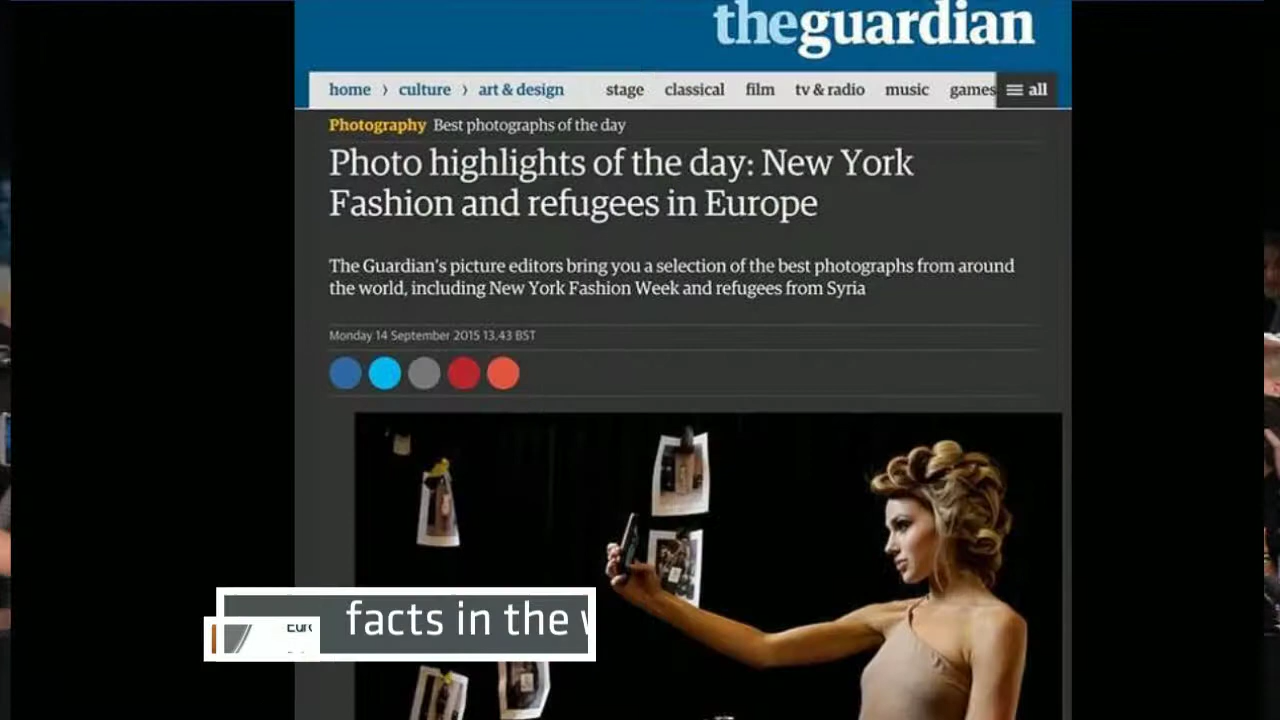 theguardian
home › culture › art & design stage classical film tv & radio music games all
Photography Best photographs of the day
Photo highlights of the day: New York
Fashion and refugees in Europe
The Guardian's picture editors bring you a selection of the best photographs from around
the world, including New York Fashion Week and refugees from Syria
Monday 14 September 2015 13.43 BST
facts in the